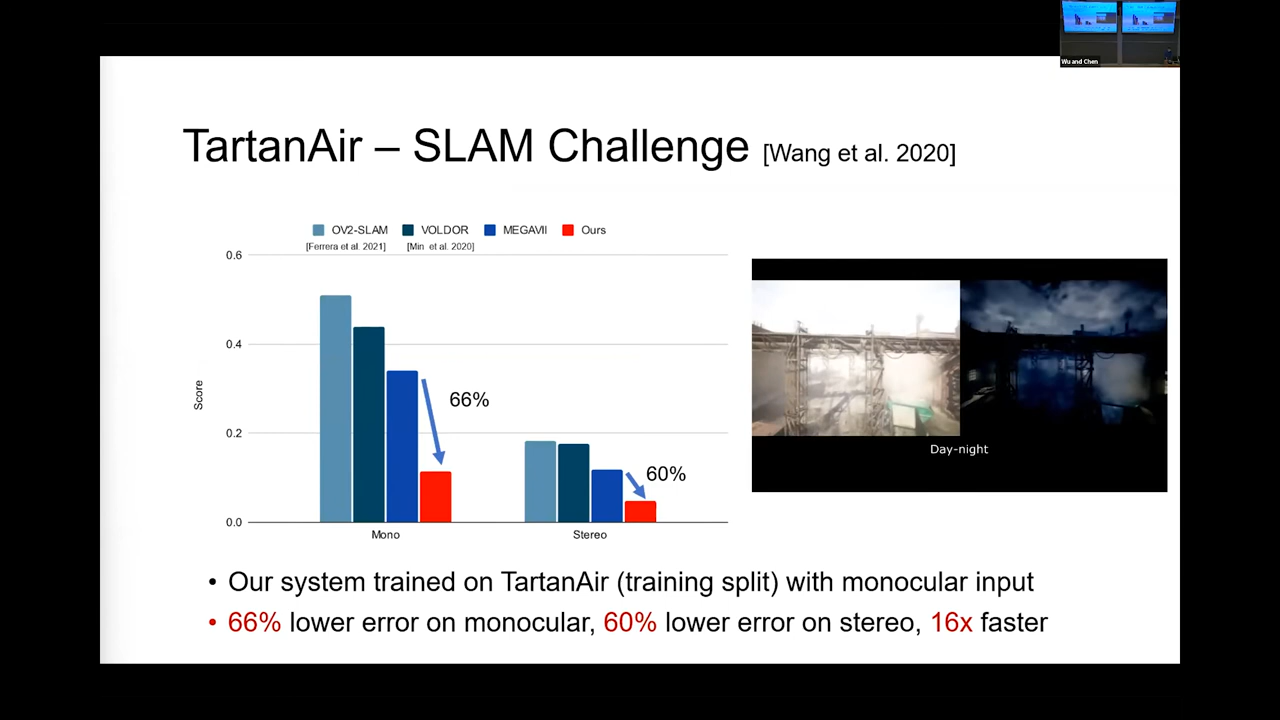 Wu and Chen
TartanAir – SLAM Challenge [Wang et al. 2020]
OV2-SLAM VOLDOR MEGAVII Ours
[Ferrera et al. 2021] [Min et al. 2020]
0.6
0.4
0.2
0.0
Score
66%
60%
Mono Stereo
Day-night
• Our system trained on TartanAir (training split) with monocular input
• 66% lower error on monocular, 60% lower error on stereo, 16x faster